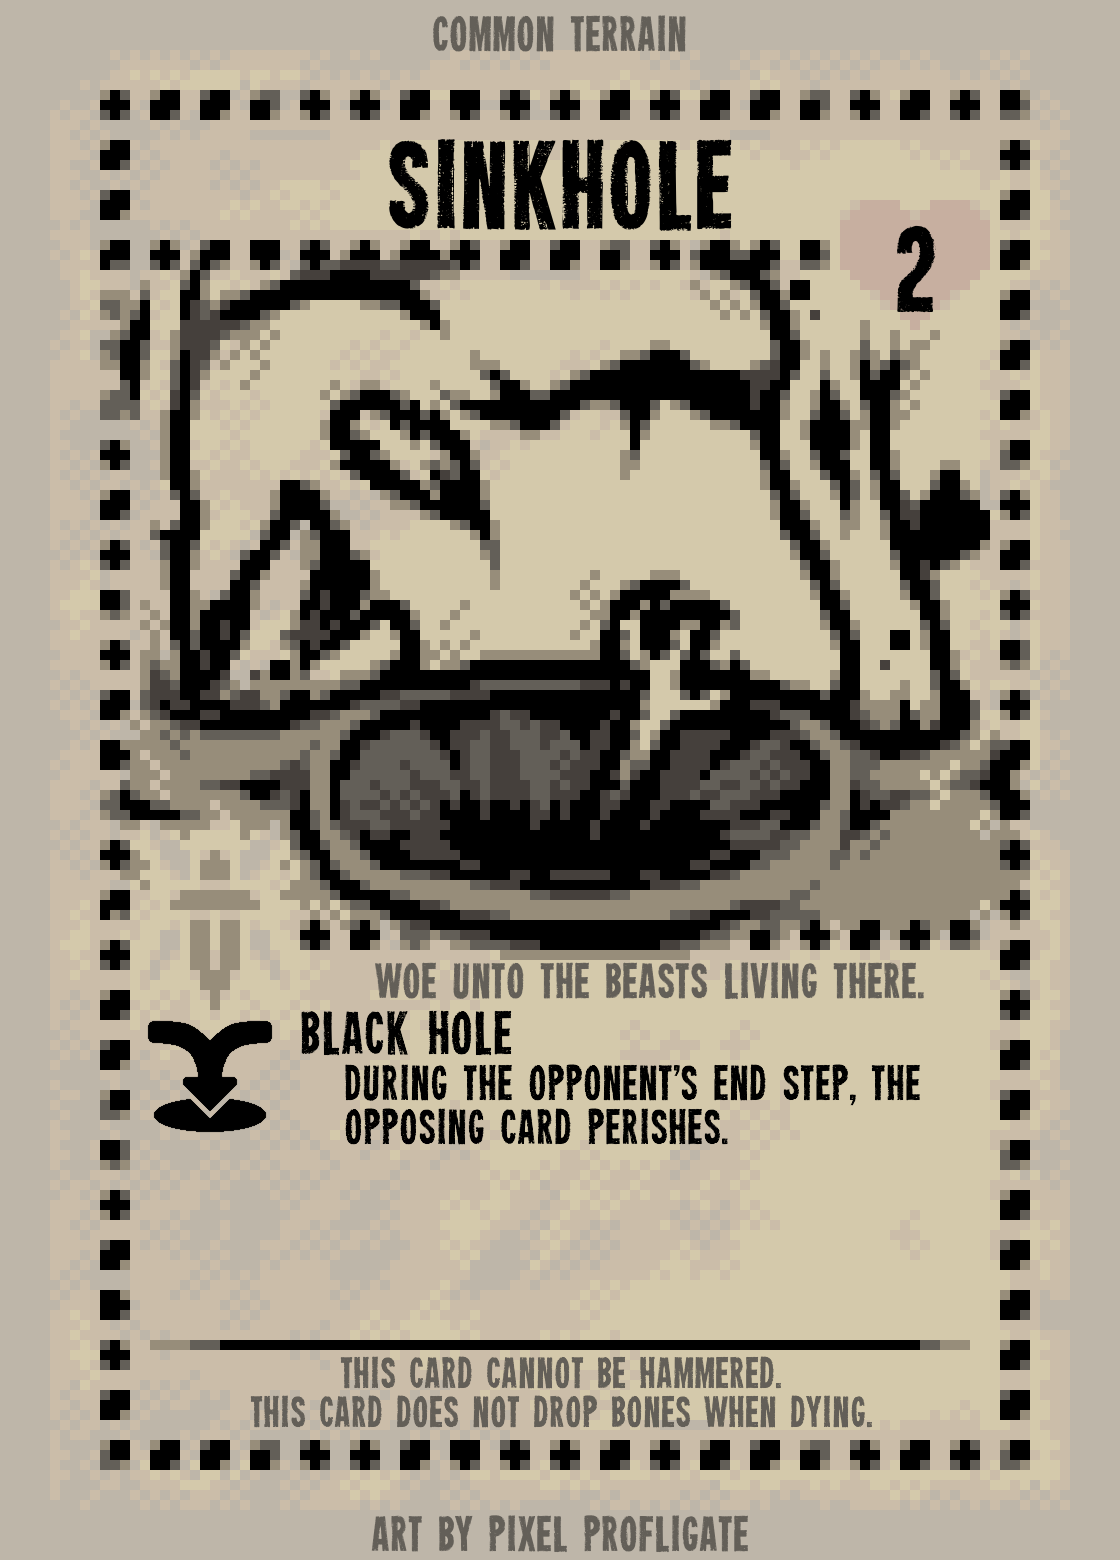 COMMON TERRAIN
SINKHOLE
2
WOE UNTO THE BEASTS LIVING THERE.
BLACK HOLE
DURING THE OPPONENT'S END STEP, THE
OPPOSING CARD PERISHES.
THIS CARD CANNOT BE HAMMERED.
THIS CARD DOES NOT DROP BONES WHEN DYING.
ART BY PIXEL PROFLIGATE